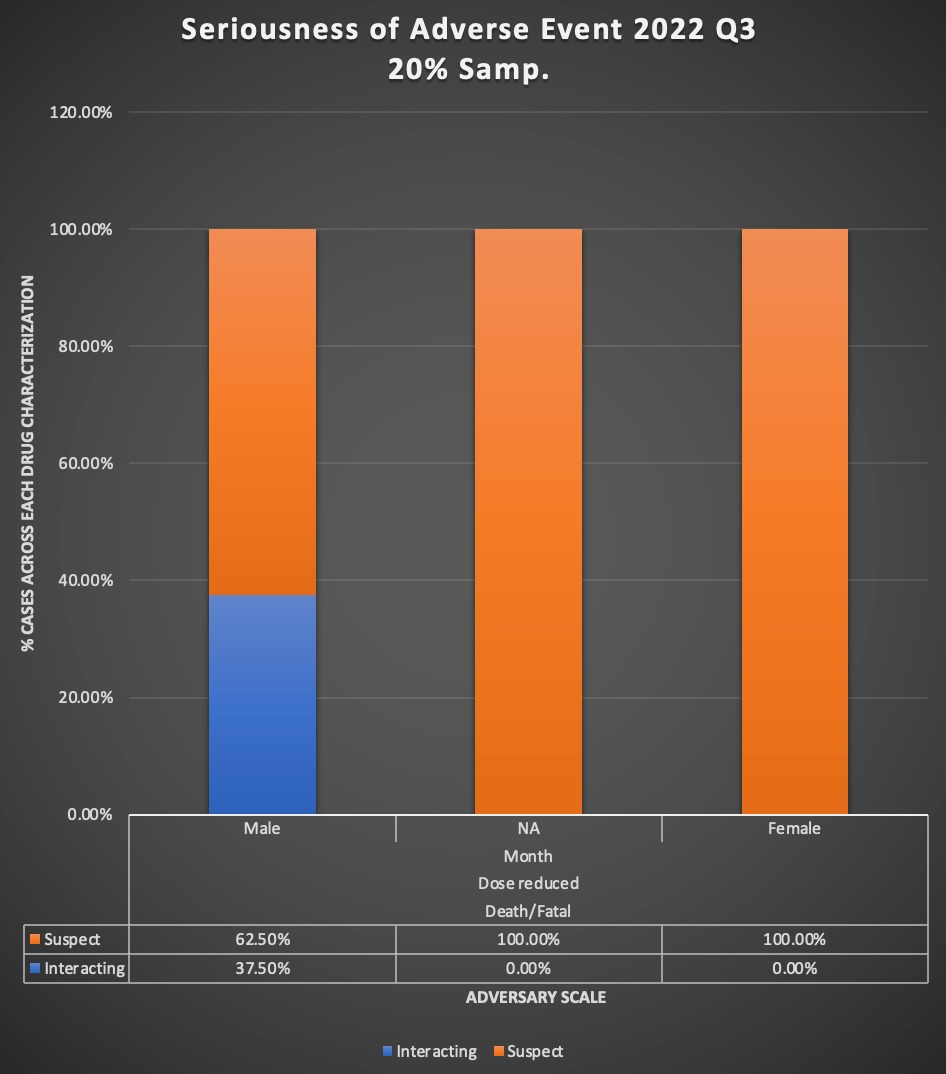 Seriousness of Adverse Event 2022 Q3
20% Samp.
120.00%
100.00%
80.00%
60.00%
40.00%
20.00%
0.00%
% CASES ACROSS EACH DRUG CHARACTERIZATION
Male NA Female
Month
Dose reduced
Death/Fatal
Suspect 62.50% 100.00% 100.00%
Interacting 37.50% 0.00% 0.00%
ADVERSARY SCALE
Interacting Suspect